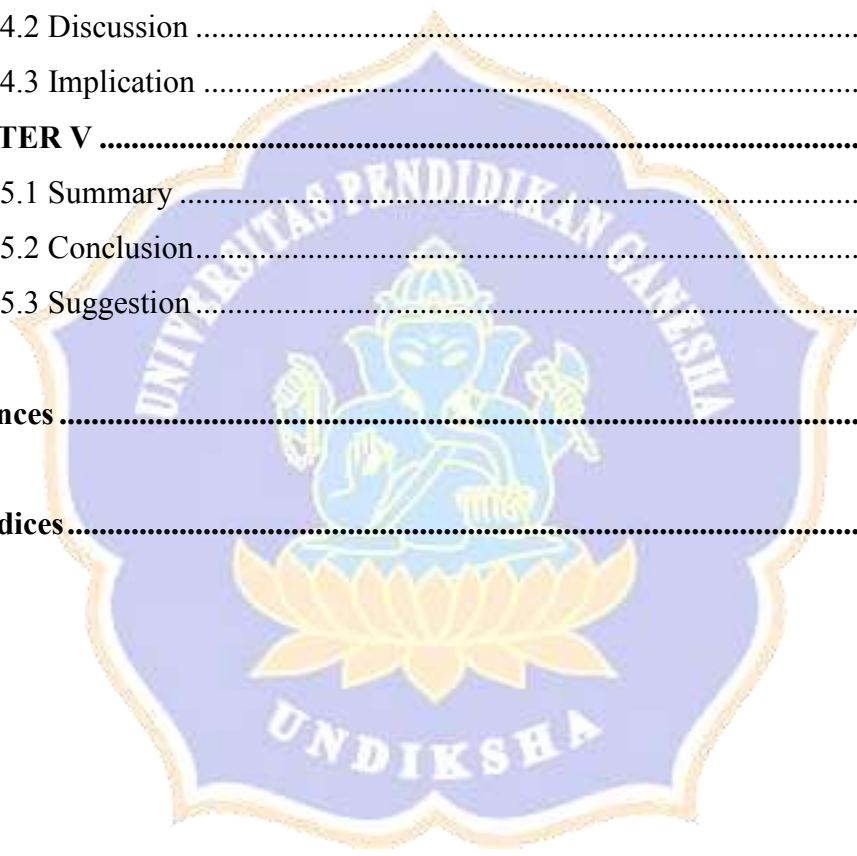 4.2 Discussion ....................................................................................
4.3 Implication ...................................................................................
TER V ................................................................................................
5.1 Summary ......................................................................................
5.2 Conclusion....................................................................................
5.3 Suggestion ....................................................................................
nces .....................................................................................................
dices.....................................................................................................
UNIVERSITAS PENDIDIKAN GANESHA
UNDIKSHA